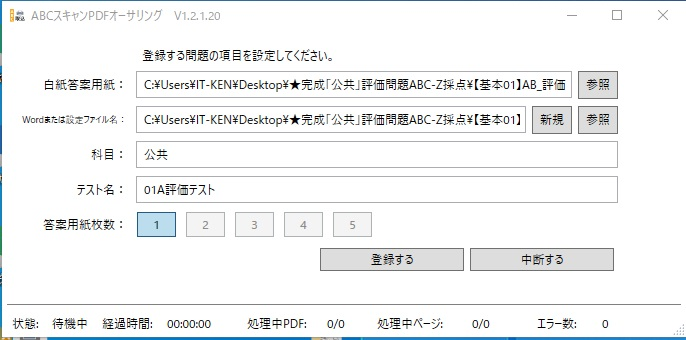 取込 ABCスキャンPDFオーサリング V1.2.1.20
登録する問題の項目を設定してください。
白紙答案用紙： C:¥Users¥IT-KEN¥Desktop¥★完成「公共」評価問題ABC-Z採点¥【基本01】AB_評価 参照
Wordまたは設定ファイル名： C:¥Users¥IT-KEN¥Desktop¥★完成「公共」評価問題ABC-Z採点¥【基本01】 新規 参照
科目： 公共
テスト名： 01A評価テスト
答案用紙枚数： 1 2 3 4 5
登録する 中断する
状態: 待機中 経過時間: 00:00:00 処理中PDF: 0/0 処理中ページ: 0/0 エラー数: 0